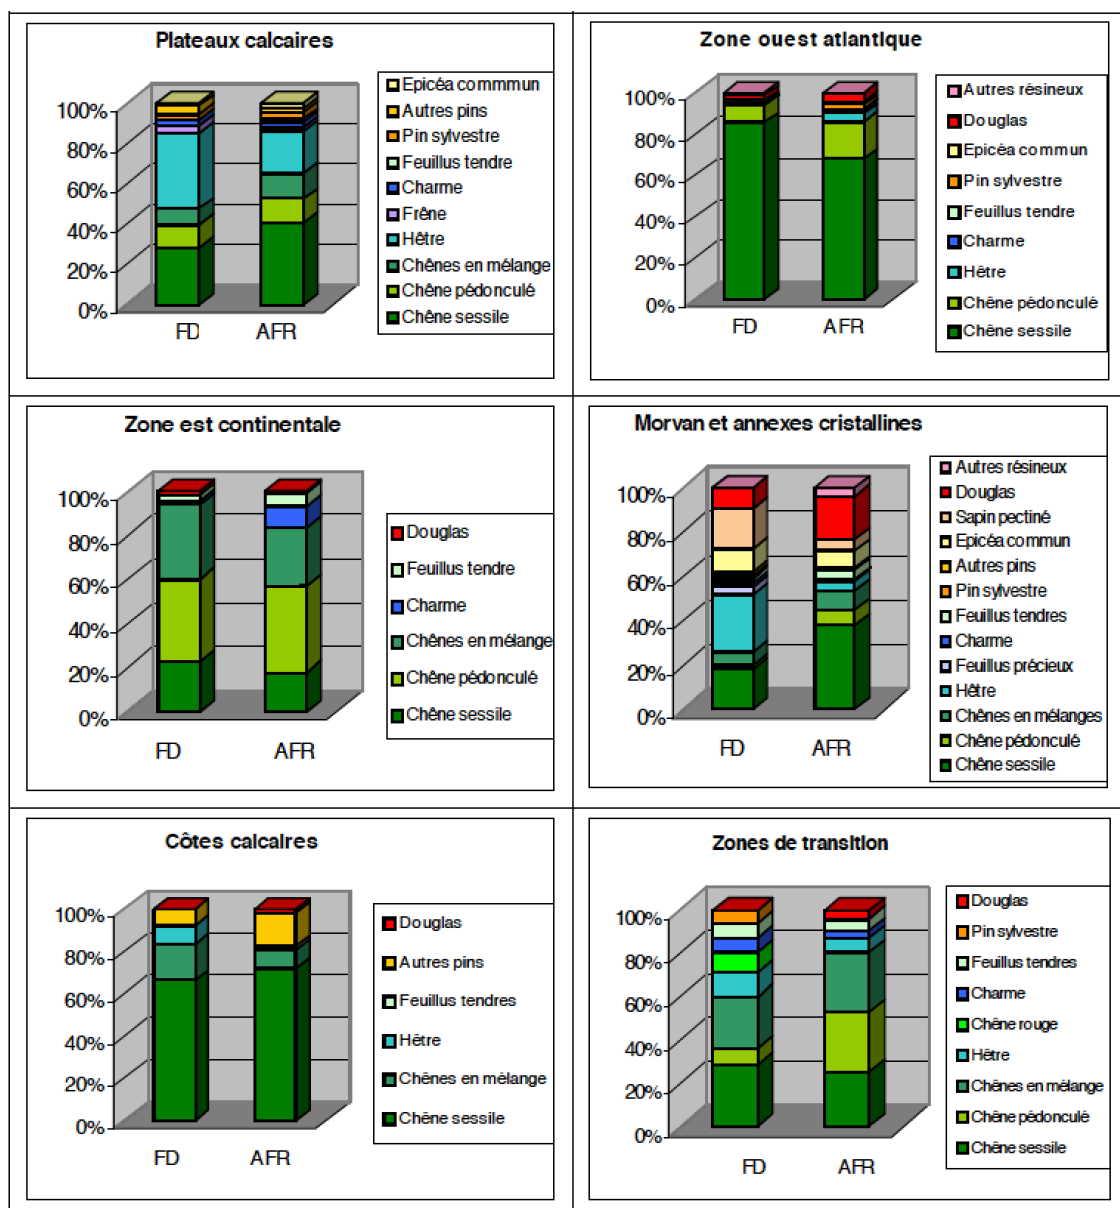 Plateaux calcaires
100%
80%
60%
40%
20%
0%
FD
AFR
Epicéa commmun
Autres pins
Pin sylvestre
Feuillus tendre
Charme
Frêne
Hêtre
Chênes en mélange
Chêne pédonculé
Chêne sessile
Zone ouest atlantique
100%
80%
60%
40%
20%
0%
FD
AFR
Autres résineux
Douglas
Epicéa commun
Pin sylvestre
Feuillus tendre
Charme
Hêtre
Chêne pédonculé
Chêne sessile
Zone est continentale
100%
80%
60%
40%
20%
0%
FD
AFR
Douglas
Feuillus tendre
Charme
Chênes en mélange
Chêne pédonculé
Chêne sessile
Morvan et annexes cristallines
100%
80%
60%
40%
20%
0%
FD
AFR
Autres résineux
Douglas
Sapin pectiné
Epicéa commun
Autres pins
Pin sylvestre
Feuillus tendres
Charme
Feuillus précieux
Hêtre
Chênes en mélanges
Chêne pédonculé
Chêne sessile
Côtes calcaires
100%
80%
60%
40%
20%
0%
FD
AFR
Douglas
Autres pins
Feuillus tendres
Hêtre
Chênes en mélange
Chêne sessile
Zones de transition
100%
80%
60%
40%
20%
0%
FD
AFR
Douglas
Pin sylvestre
Feuillus tendres
Charme
Chêne rouge
Hêtre
Chênes en mélange
Chêne pédonculé
Chêne sessile